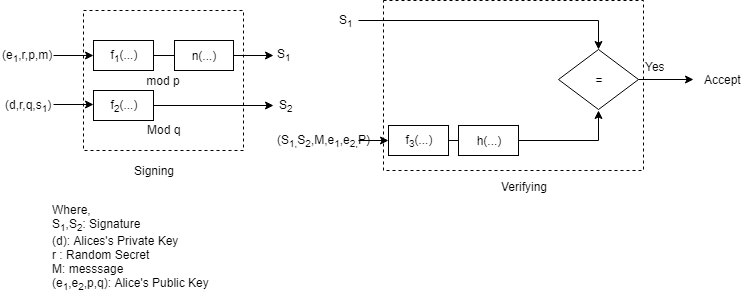 (e1,r,p,m)
f1(...)
n(...)
S1
mod p
(d,r,q,s1)
f2(...)
S2
Mod q
Signing
S1
=
Yes
Accept
(S1,S2,M,e1,e2,P)
f3(...)
h(...)
Verifying
Where,
S1,S2: Signature
(d): Alices's Private Key
r : Random Secret
M: messsage
(e1,e2,p,q): Alice's Public Key